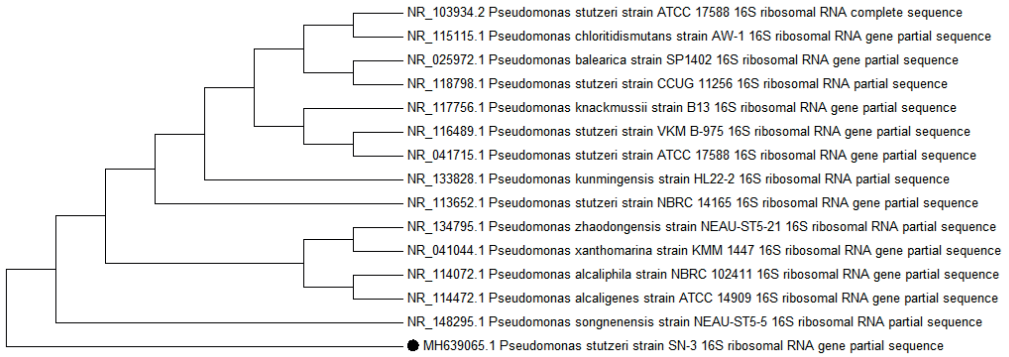 NR_103934.2 Pseudomonas stutzeri strain ATCC 17588 16S ribosomal RNA complete sequence
NR_115115.1 Pseudomonas chloritidismutans strain AW-1 16S ribosomal RNA gene partial sequence
NR_025972.1 Pseudomonas balearica strain SP1402 16S ribosomal RNA gene partial sequence
NR_118798.1 Pseudomonas stutzeri strain CCUG 11256 16S ribosomal RNA partial sequence
NR_117756.1 Pseudomonas knackmussii strain B13 16S ribosomal RNA gene partial sequence
NR_116489.1 Pseudomonas stutzeri strain VKM B-975 16S ribosomal RNA gene partial sequence
NR_041715.1 Pseudomonas stutzeri strain ATCC 17588 16S ribosomal RNA gene partial sequence
NR_133828.1 Pseudomonas kunmingensis strain HL22-2 16S ribosomal RNA partial sequence
NR_113652.1 Pseudomonas stutzeri strain NBRC 14165 16S ribosomal RNA gene partial sequence
NR_134795.1 Pseudomonas zhaodongensis strain NEAU-ST5-21 16S ribosomal RNA partial sequence
NR_041044.1 Pseudomonas xanthomarina strain KMM 1447 16S ribosomal RNA gene partial sequence
NR_114072.1 Pseudomonas alcaliphila strain NBRC 102411 16S ribosomal RNA gene partial sequence
NR_114472.1 Pseudomonas alcaligenes strain ATCC 14909 16S ribosomal RNA gene partial sequence
NR_148295.1 Pseudomonas songnenensis strain NEAU-ST5-5 16S ribosomal RNA partial sequence
MH639065.1 Pseudomonas stutzeri strain SN-3 16S ribosomal RNA gene partial sequence